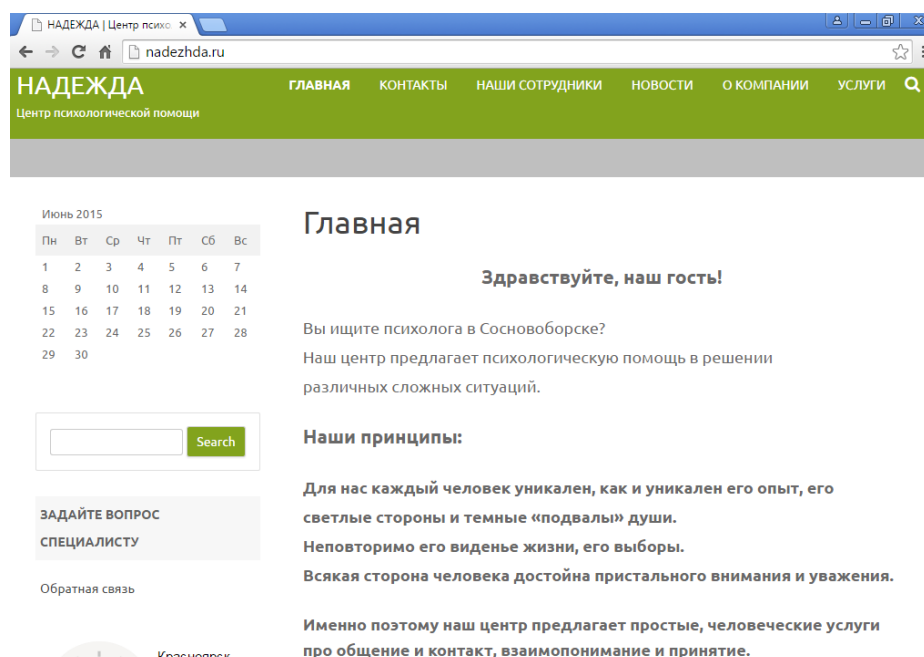 НАДЕЖДА | Центр психо
nadezhda.ru
НАДЕЖДА
Центр психологической помощи
ГЛАВНАЯ КОНТАКТЫ НАШИ СОТРУДНИКИ НОВОСТИ О КОМПАНИИ УСЛУГИ
Июнь 2015
Пн Вт Ср Чт Пт Сб Вс
1 2 3 4 5 6 7
8 9 10 11 12 13 14
15 16 17 18 19 20 21
22 23 24 25 26 27 28
29 30
Search
ЗАДАЙТЕ ВОПРОС
СПЕЦИАЛИСТУ
Обратная связь
Красноярск
Главная
Здравствуйте, наш гость!
Вы ищите психолога в Сосновоборске?
Наш центр предлагает психологическую помощь в решении
различных сложных ситуаций.
Наши принципы:
Для нас каждый человек уникален, как и уникален его опыт, его
светлые стороны и темные «подвалы» души.
Неповторимо его виденье жизни, его выборы.
Всякая сторона человека достойна пристального внимания и уважения.
Именно поэтому наш центр предлагает простые, человеческие услуги
про общение и контакт, взаимопонимание и принятие.